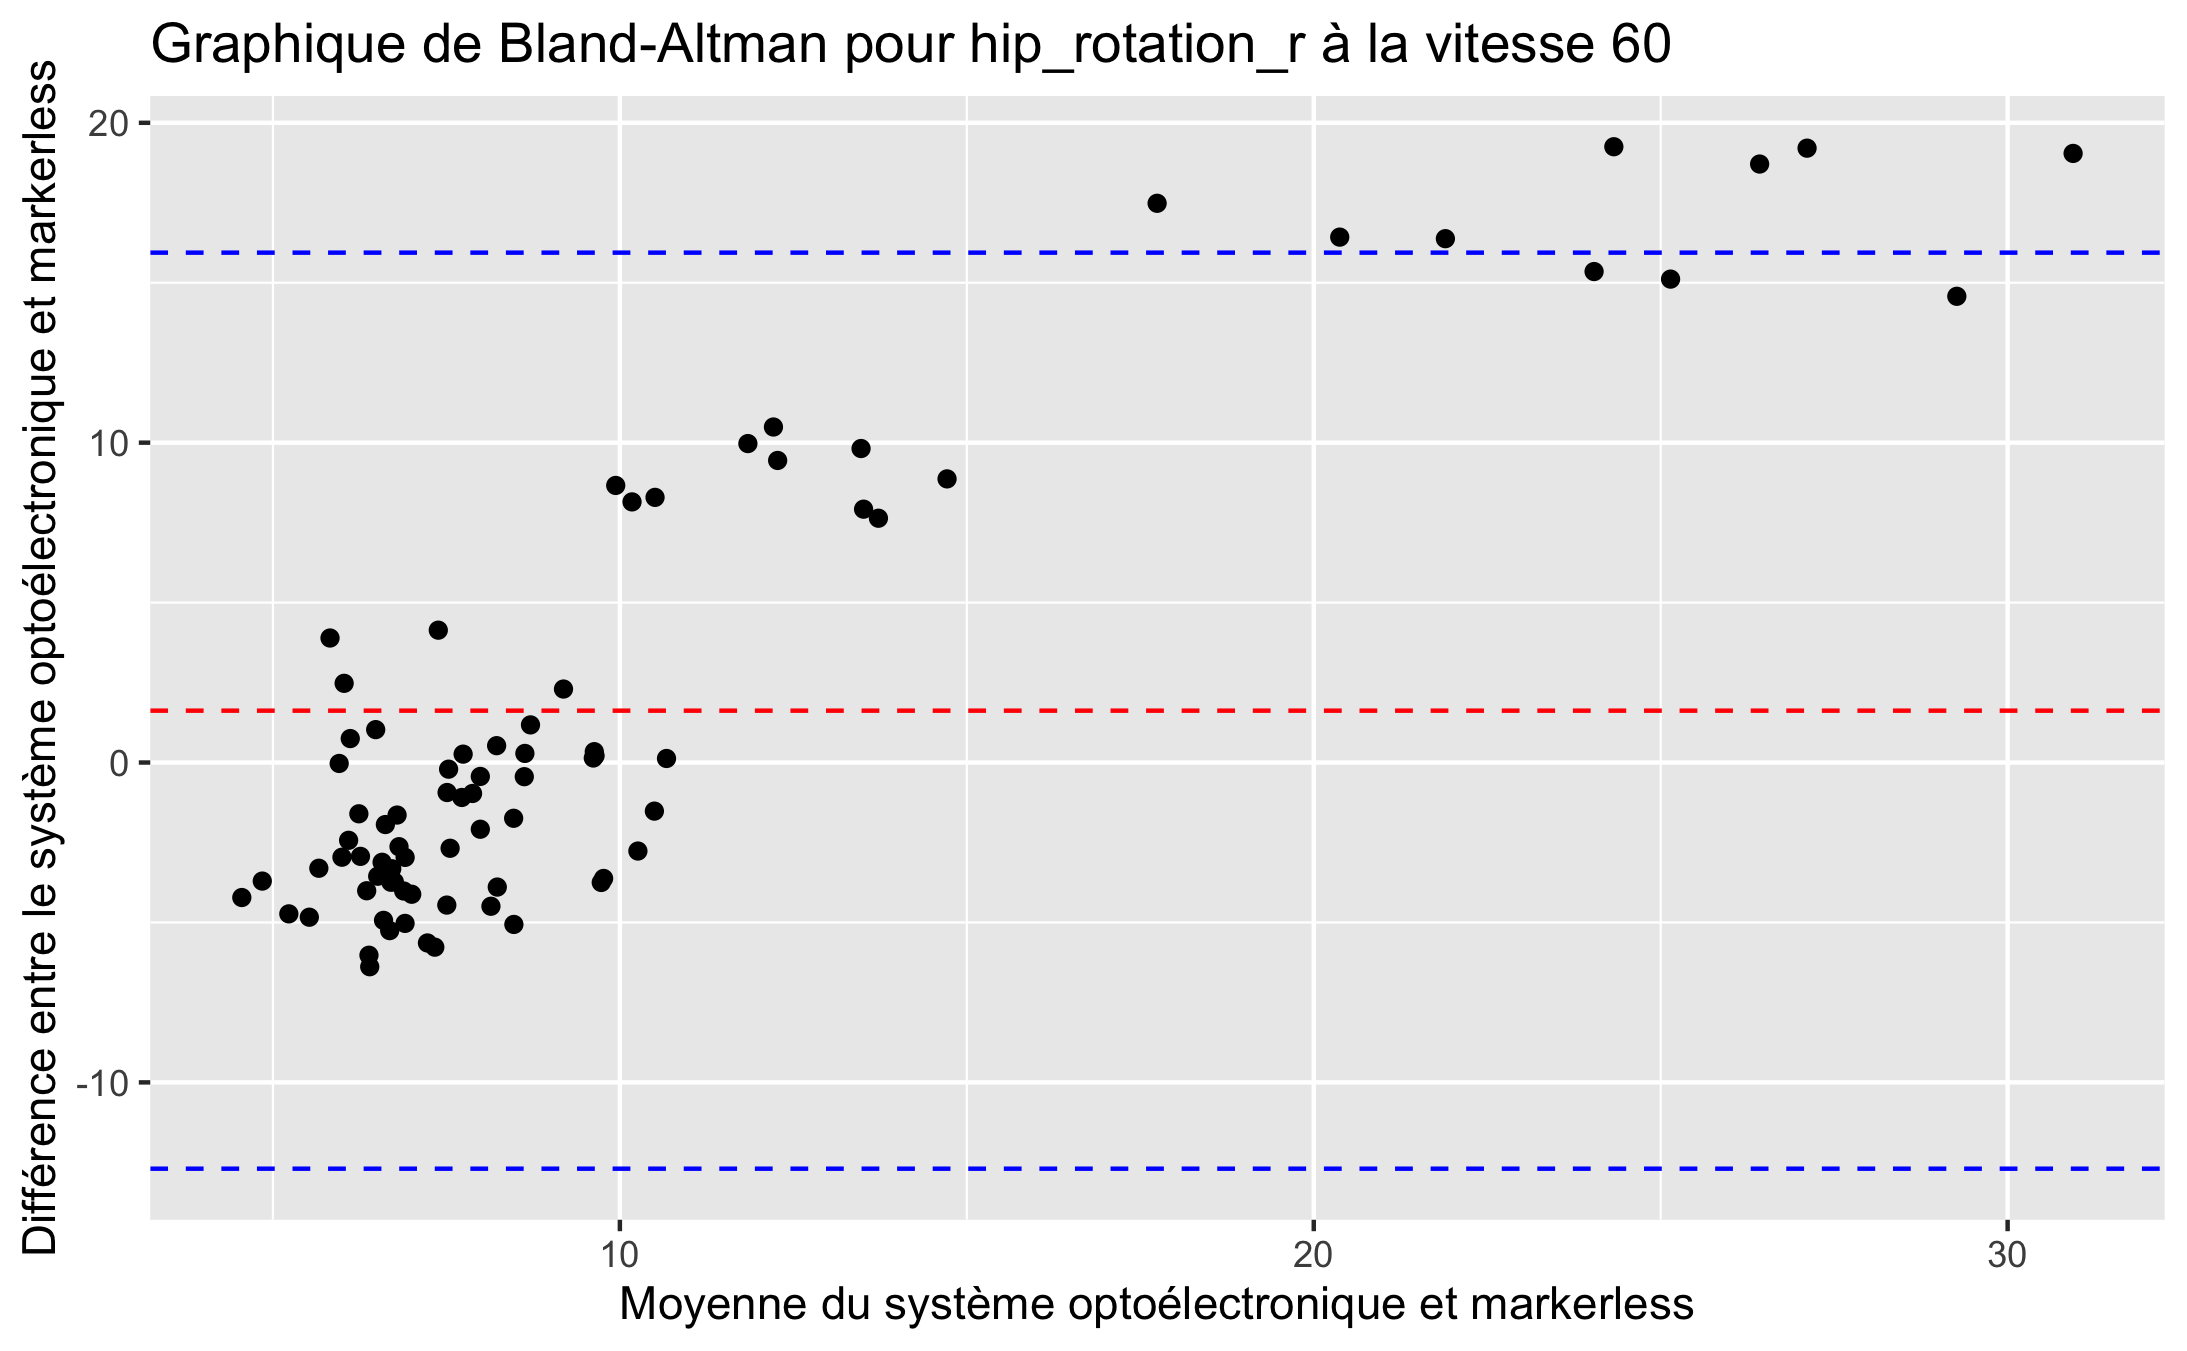 Graphique de Bland-Altman pour hip_rotation_r à la vitesse 60
Différence entre le système optoélectronique et markerless
20
10
0
-10
10
20
30
Moyenne du système optoélectronique et markerless